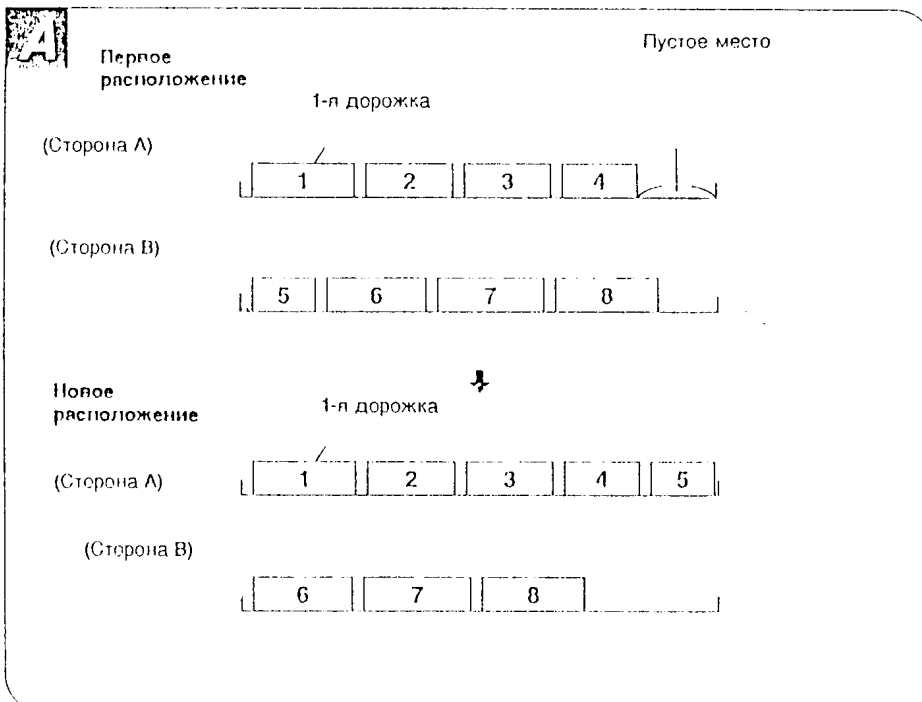 А
Пустое место
Первое
расположение
1-я дорожка
(Сторона А)
1 2 3 4
(Сторона В)
5 6 7 8
Новое
расположение
1-я дорожка
(Сторона А)
1 2 3 4 5
(Сторона В)
6 7 8